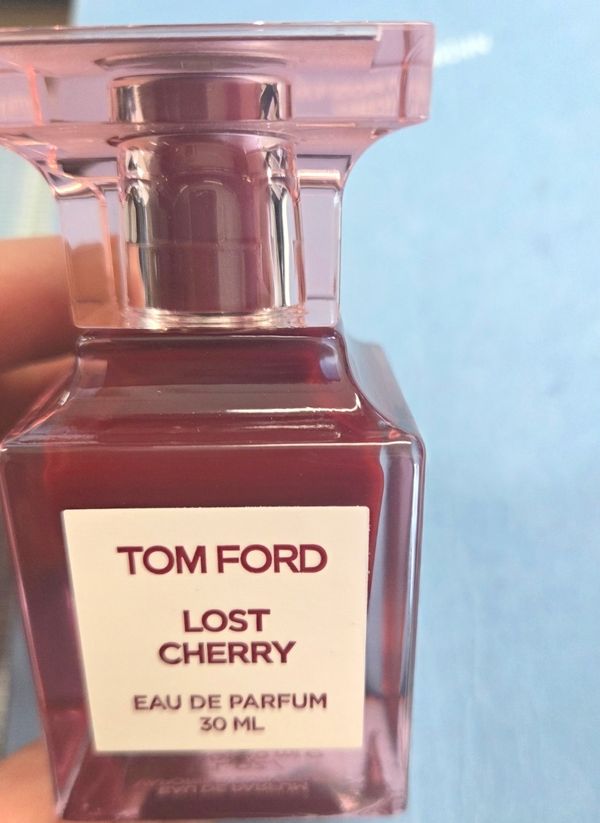 TOM FORD
LOST
CHERRY
EAU DE PARFUM
30 ML